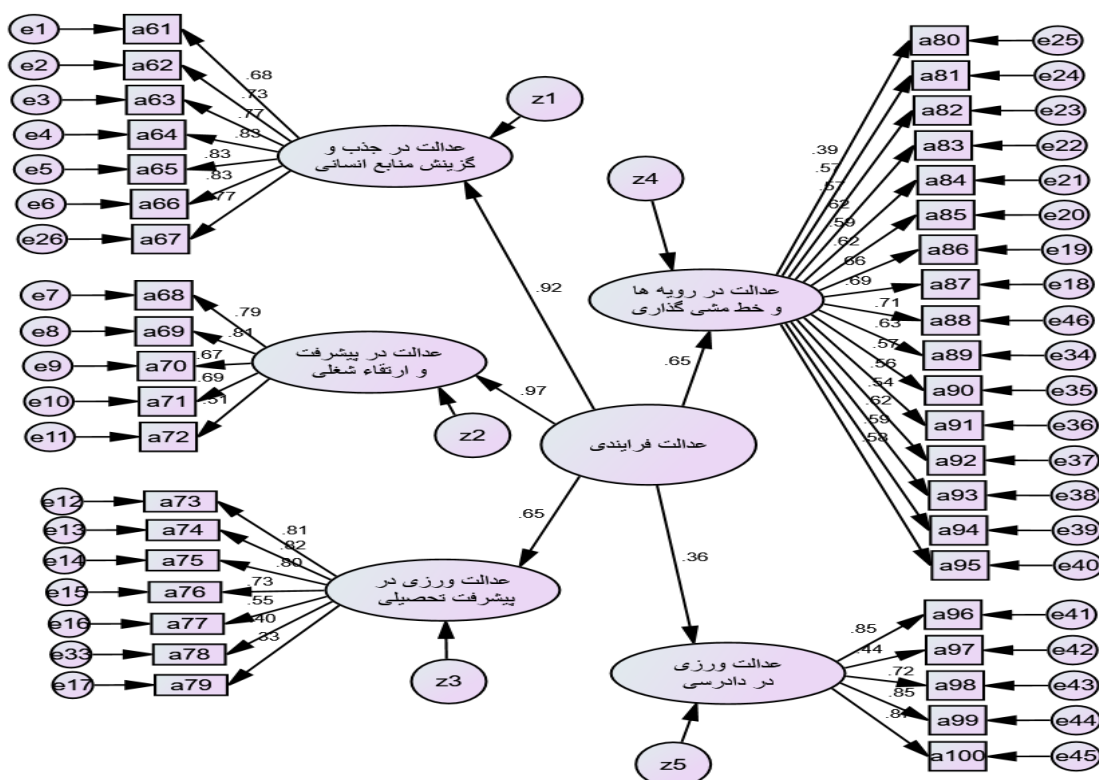 e1
a61
e2
a62
e3
a63
e4
a64
e5
a65
e6
a66
e26
a67
.68
.73
.77
.83
.83
.83
.77
عدالت در جذب و
گزینش منابع انسانی
z1
e7
a68
e8
a69
e9
a70
e10
a71
e11
a72
.79
.81
.67
.69
.51
عدالت در پیشرفت
و ارتقاء شغلی
z2
e12
a73
e13
a74
e14
a75
e15
a76
e16
a77
e33
a78
e17
a79
.81
.82
.80
.73
.55
.40
.33
عدالت ورزی در
پیشرفت تحصیلی
z3
عدالت فرایندی
.92
.97
.65
.65
.36
z4
عدالت در رویه ها
و خط مشی گذاری
.39
.57
.57
.62
.59
.62
.66
.69
.71
.63
.57
.56
.54
.62
.59
.58
a80
e25
a81
e24
a82
e23
a83
e22
a84
e21
a85
e20
a86
e19
a87
e18
a88
e46
a89
e34
a90
e35
a91
e36
a92
e37
a93
e38
a94
e39
a95
e40
عدالت ورزی
در دادرسی
z5
.85
.44
.72
.85
a96
e41
a97
e42
a98
e43
a99
e44
a100
e45